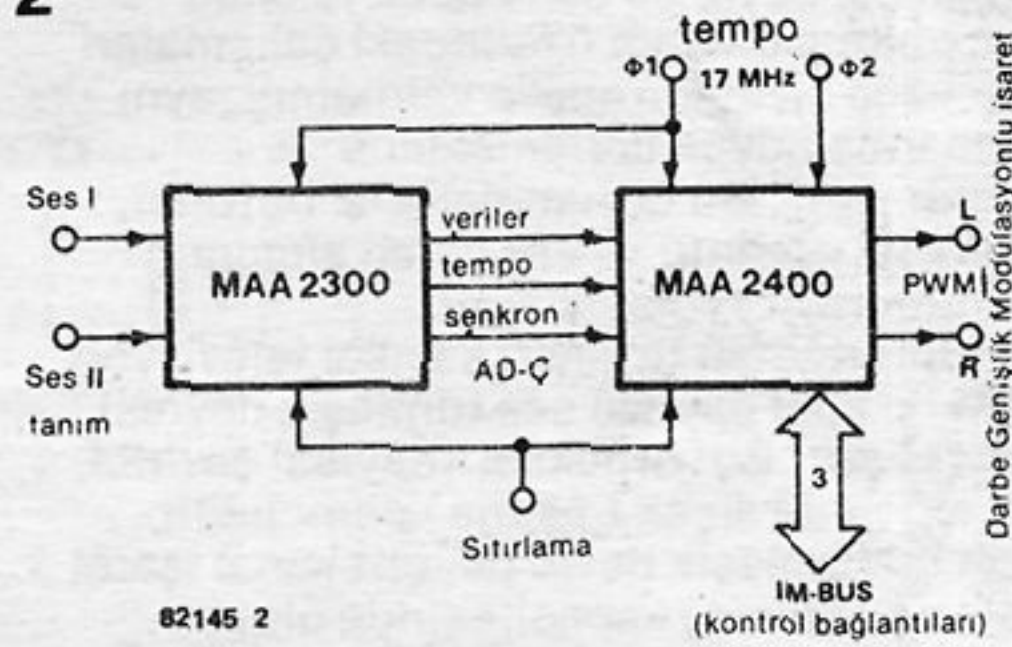 2
tempo
Φ1 17 MHz Φ2
Ses I
veriler
MAA 2300
tempo
MAA 2400
senkron
AD-Ç
Ses II
tanım
L
PWM
R
Darbe Genişlik Modülasyonlu işaret
3
Sıtırlama
IM-BUS
(kontrol bağlantıları)
82145 2